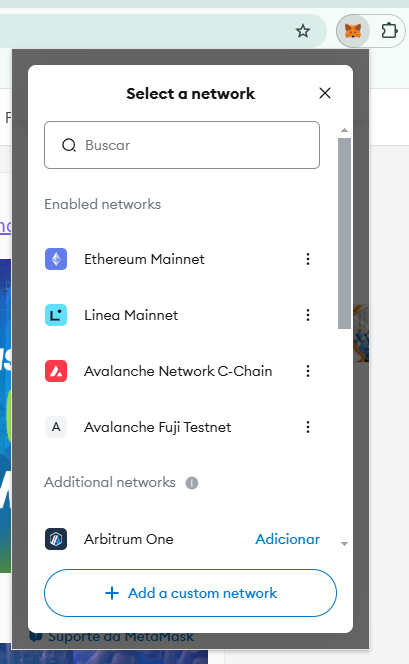 Select a network
Buscar
Enabled networks
Ethereum Mainnet
Linea Mainnet
Avalanche Network C-Chain
A
Avalanche Fuji Testnet
Additional networks
Arbitrum One
Adicionar
+ Add a custom network
Suporte da MetaMask